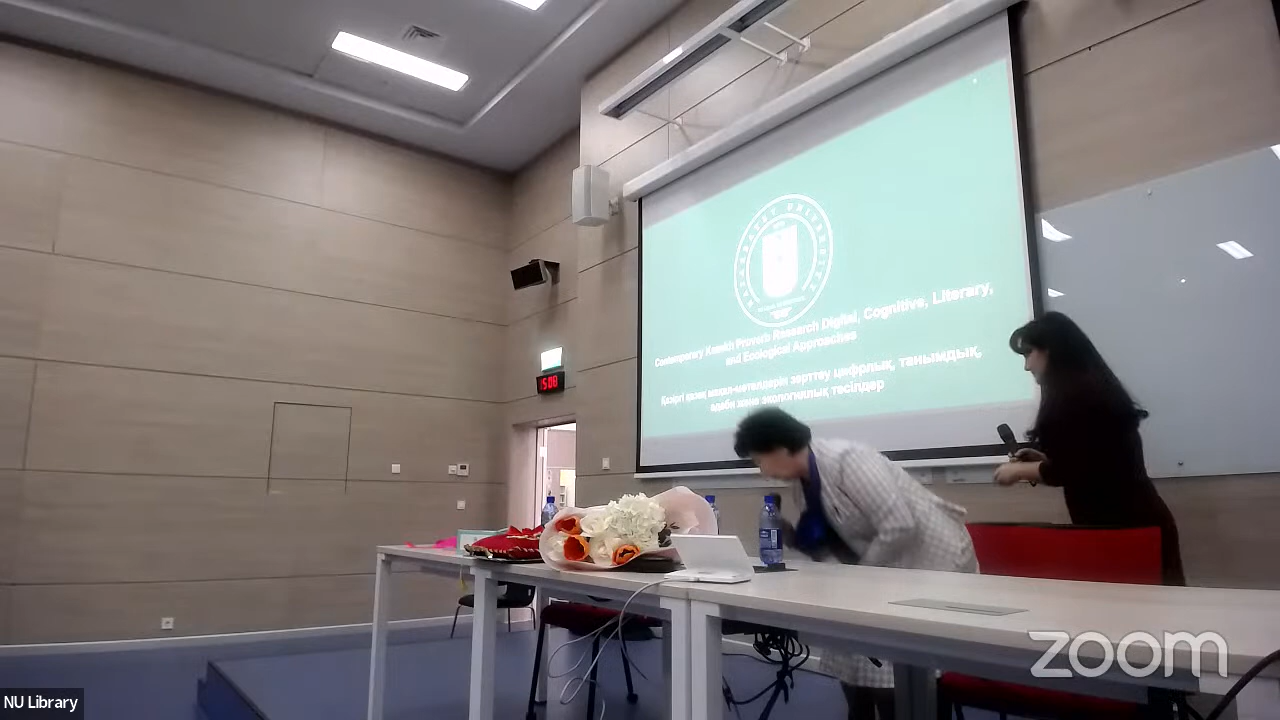 15:08
Contemporary Kazakh Proverb Research Digital, Cognitive, Literary,
and Ecological Approaches
Қазіргі қазақ мақал-мәтелдерін зерттеу цифрлық, танымдық,
әдеби және экологиялық тәсілдер
zoom
NU Library